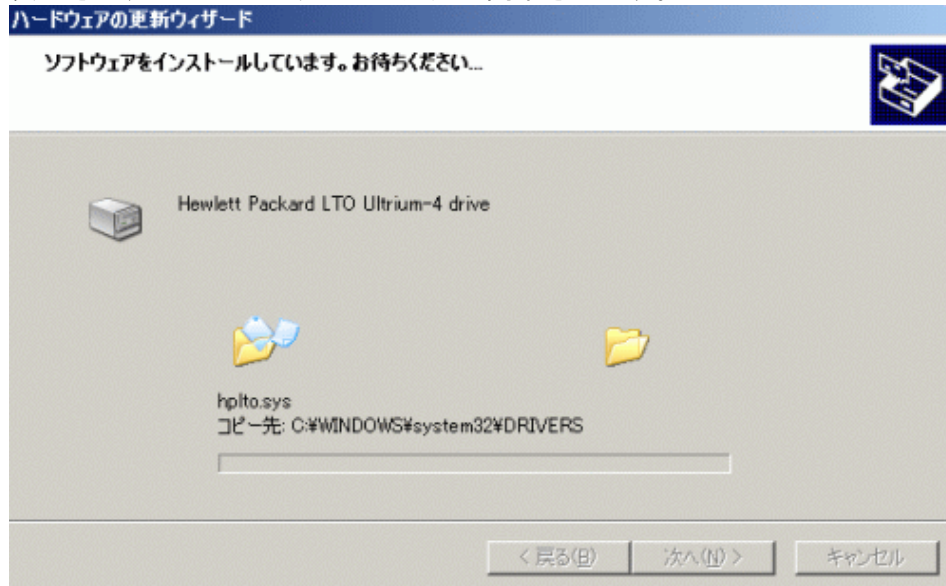 ハードウェアの更新ウィザード
ソフトウェアをインストールしています。お待ちください...
Hewlett Packard LTO Ultrium-4 drive
hplto.sys
コピー先: C:¥WINDOWS¥system32¥DRIVERS
< 戻る(B)
次へ(N) >
キャンセル